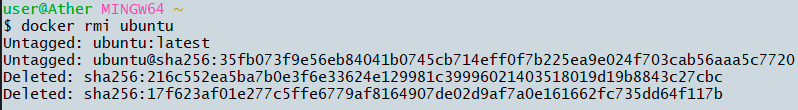 user@Ather MINGW64 ~
$ docker rmi ubuntu
Untagged: ubuntu:latest
Untagged: ubuntu@sha256:35fb073f9e56eb84041b0745cb714eff0f7b225ea9e024f703cab56aaa5c7720
Deleted: sha256:216c552ea5ba7b0e3f6e33624e129981c39996021403518019d19b8843c27cbc
Deleted: sha256:17f623af01e277c5ffe6779af8164907de02d9af7a0e161662fc735dd64f117b